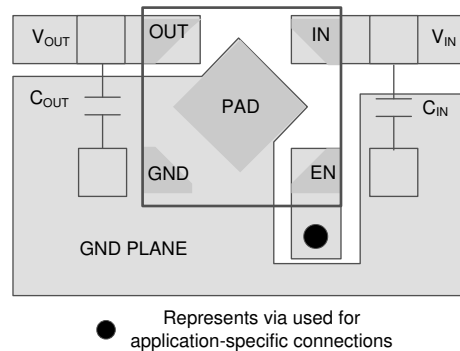 OUT
IN
VOUT
VIN
COUT
PAD
CIN
GND
EN
GND PLANE
Represents via used for
application-specific connections